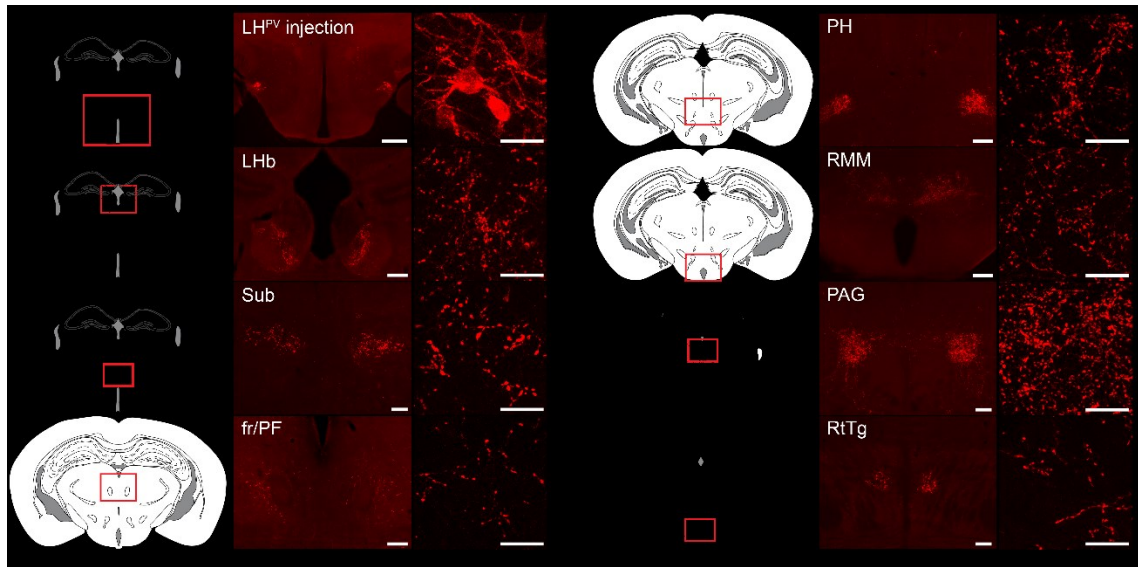 LHᴾⱽ injection
LHb
Sub
fr/PF
PH
RMM
PAG
RtTg